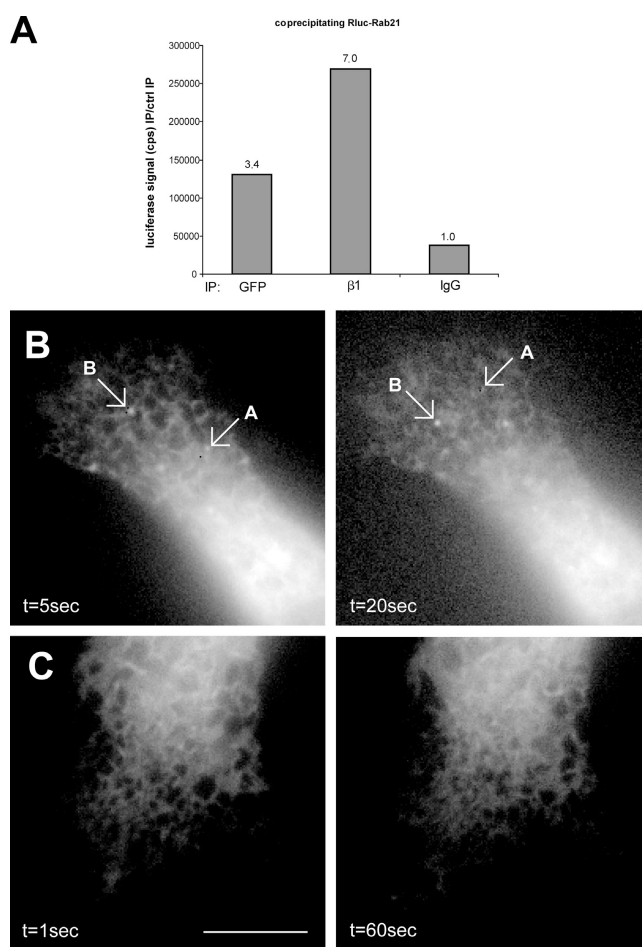 A
coprecipitating Rluc-Rab21
luciferase signal (cps) IP/ctrl IP
300000
250000
200000
150000
100000
50000
0
3,4
7,0
1,0
IP: GFP β1 IgG
B
B
A
t=5sec
A
B
t=20sec
C
t=1sec
t=60sec